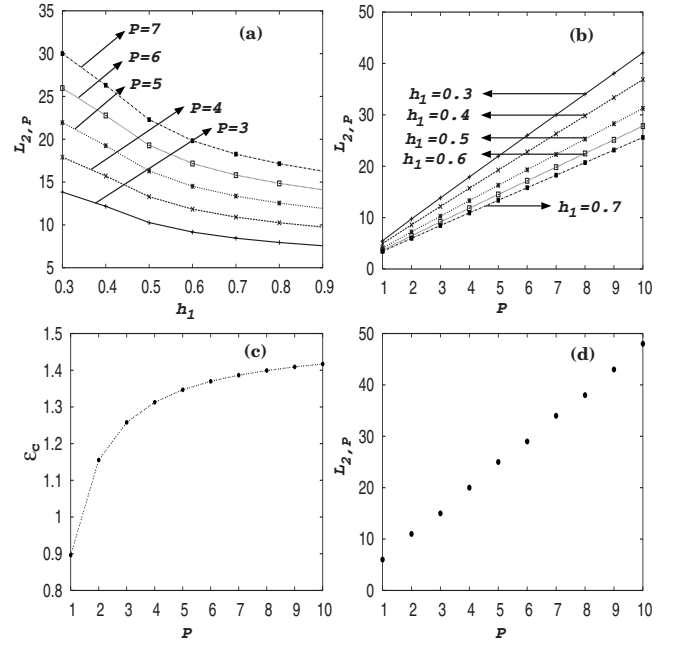 (a)
L2,P
35
30
25
20
15
10
5
P=7
P=6
P=5
P=4
P=3
0.3 0.4 0.5 0.6 0.7 0.8 0.9
h1
(b)
L2,P
50
40
30
20
10
0
h1=0.3
h1=0.4
h1=0.5
h1=0.6
h1=0.7
1 2 3 4 5 6 7 8 9 10
P
(c)
εc
1.5
1.4
1.3
1.2
1.1
1
0.9
0.8
1 2 3 4 5 6 7 8 9 10
P
(d)
L2,P
50
40
30
20
10
0
1 2 3 4 5 6 7 8 9 10
P